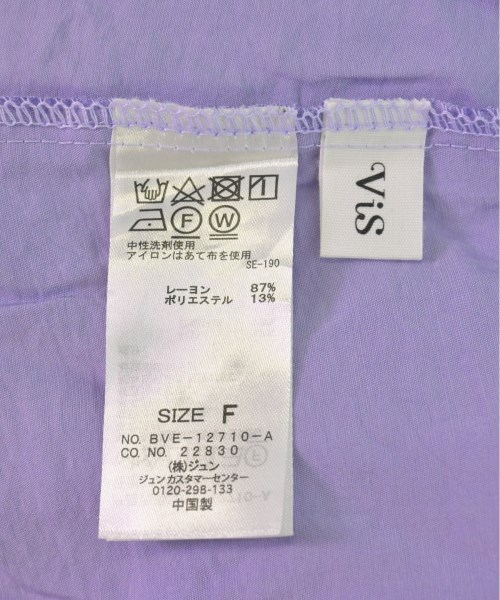 ViS
F W
中性洗剤使用
アイロンはあて布を使用
SE-190
レーヨン 87%
ポリエステル 13%
SIZE F
NO. BVE-12710-A
CO. NO. 22830
(株)ジュン
ジュンカスタマーセンター
0120-298-133
中国製